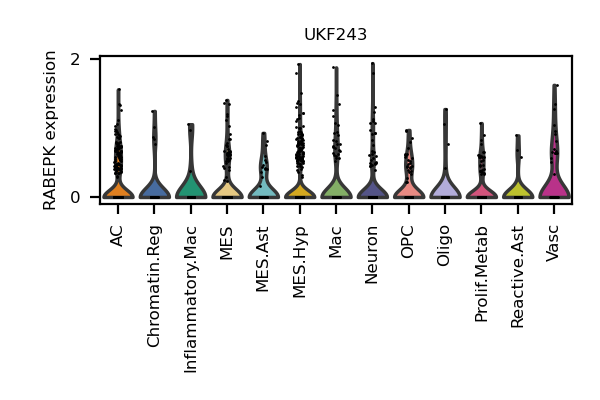 UKF243
RABEPK expression
2
0
AC
Chromatin.Reg
Inflammatory.Mac
MES
MES.Ast
MES.Hyp
Mac
Neuron
OPC
Oligo
Prolif.Metab
Reactive.Ast
Vasc